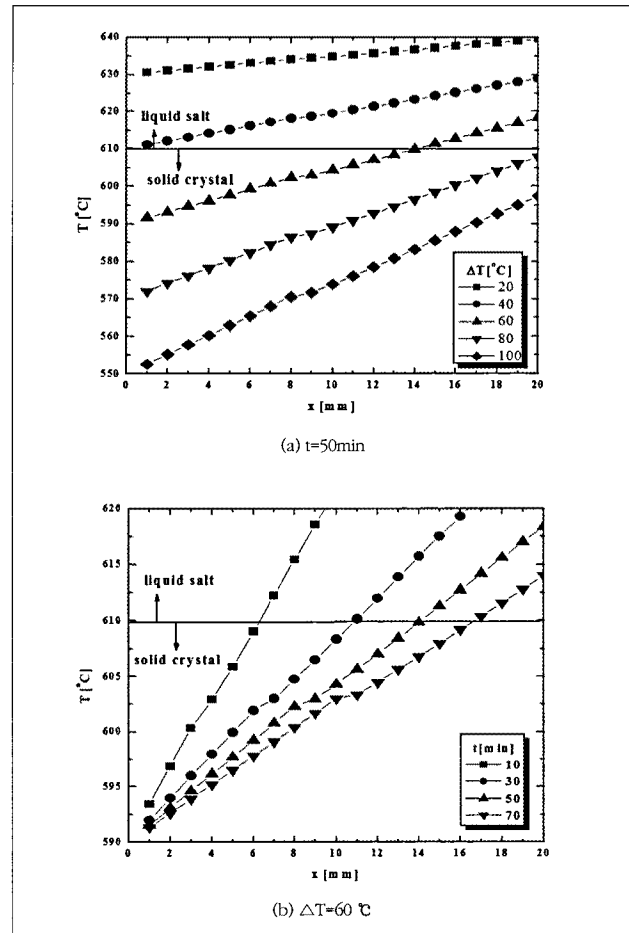 640
630
620
610
600
590
580
570
560
550
T [°C]
liquid salt
solid crystal
ΔT[°C]
20
40
60
80
100
0 2 4 6 8 10 12 14 16 18 20
x [mm]
(a) t=50min
620
615
610
605
600
595
590
T [°C]
liquid salt
solid crystal
t[min]
10
30
50
70
0 2 4 6 8 10 12 14 16 18 20
x [mm]
(b) △T=60 ℃